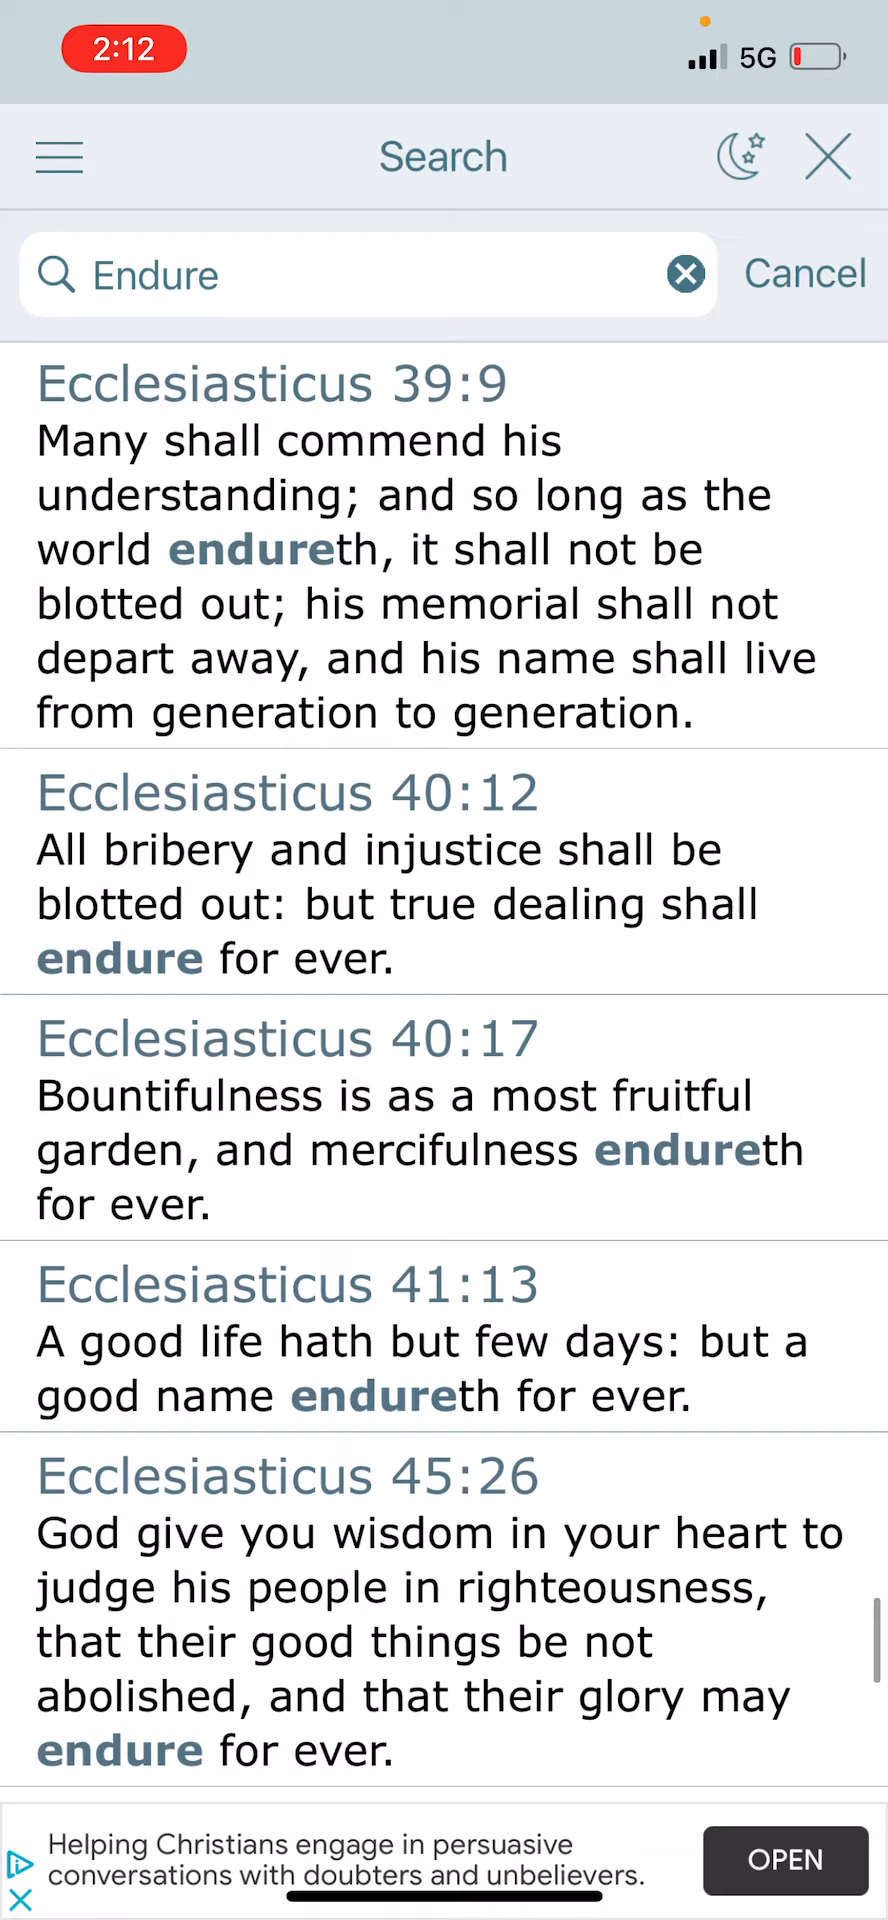 2:12
5G
Search
Endure
Cancel
Ecclesiasticus 39:9
Many shall commend his
understanding; and so long as the
world endureth, it shall not be
blotted out; his memorial shall not
depart away, and his name shall live
from generation to generation.
Ecclesiasticus 40:12
All bribery and injustice shall be
blotted out: but true dealing shall
endure for ever.
Ecclesiasticus 40:17
Bountifulness is as a most fruitful
garden, and mercifulness endureth
for ever.
Ecclesiasticus 41:13
A good life hath but few days: but a
good name endureth for ever.
Ecclesiasticus 45:26
God give you wisdom in your heart to
judge his people in righteousness,
that their good things be not
abolished, and that their glory may
endure for ever.
Helping Christians engage in persuasive
conversations with doubters and unbelievers.
OPEN